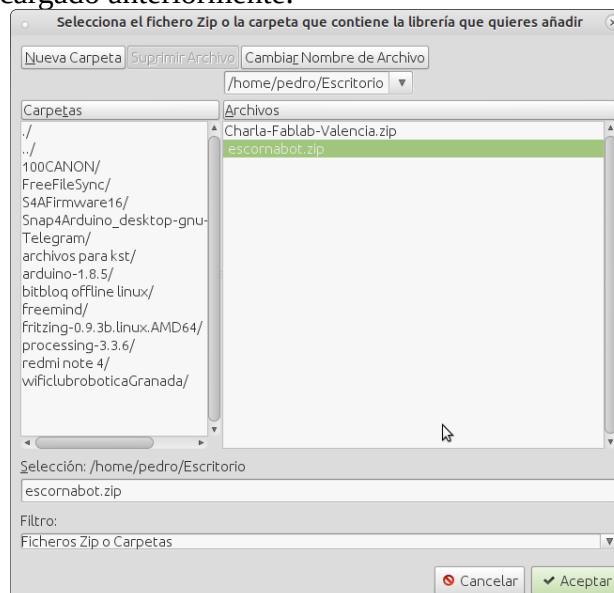 cargado anteriormente.
Selecciona el fichero Zip o la carpeta que contiene la librería que quieres añadir
Nueva Carpeta Suprimir Archivo Cambiar Nombre de Archivo
/home/pedro/Escritorio
Carpetas
./
../
100CANON/
FreeFileSync/
S4AFirmware16/
Snap4Arduino_desktop-gnu-
Telegram/
archivos para kst/
arduino-1.8.5/
bitbloq offline linux/
freemind/
fritzing-0.9.3b.linux.AMD64/
processing-3.3.6/
redmi note 4/
wificlubroboticaGranada/
Archivos
Charla-Fablab-Valencia.zip
escornabot.zip
Selección: /home/pedro/Escritorio
escornabot.zip
Filtro:
Ficheros Zip o Carpetas
Cancelar Aceptar